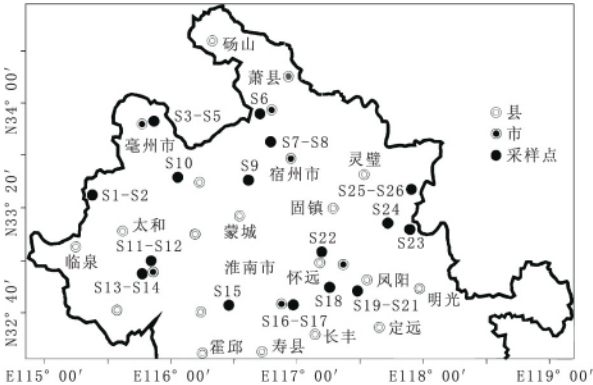 砀山
萧县
S6
S3-S5
亳州市
S7-S8
S10
S9
宿州市
灵璧
S25-S26
S1-S2
固镇
S24
S23
太和
蒙城
S11-S12
临泉
S22
淮南市
怀远
凤阳
明光
S13-S14
S15
S18
S19-S21
S16-S17
定远
长丰
霍邱
寿县
县
市
采样点
N34° 00′
N33° 20′
N32° 40′
E115° 00′
E116° 00′
E117° 00′
E118° 00′
E119° 00′